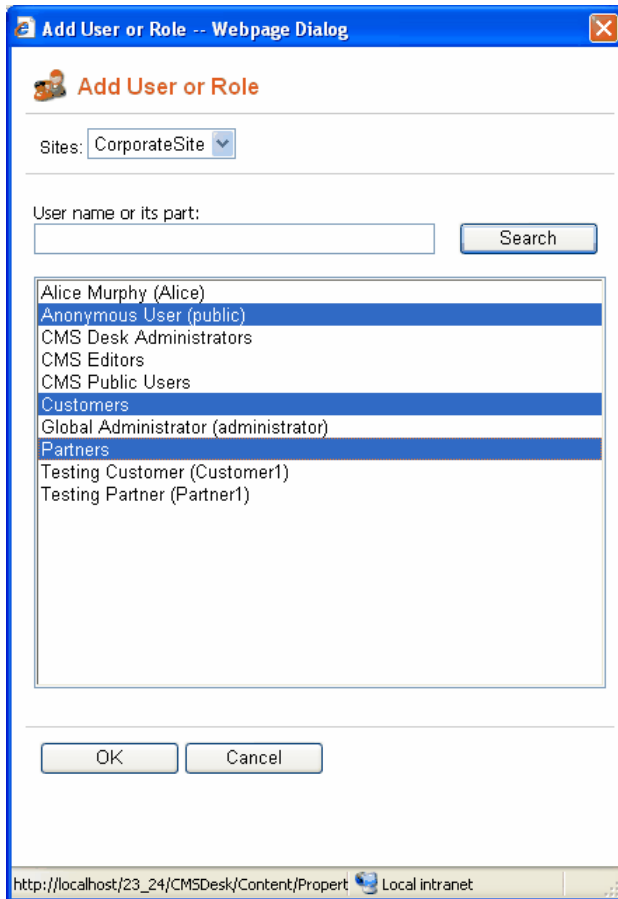 Add User or Role -- Webpage Dialog
Add User or Role
Sites: CorporateSite
User name or its part:
Search
Alice Murphy (Alice)
Anonymous User (public)
CMS Desk Administrators
CMS Editors
CMS Public Users
Customers
Global Administrator (administrator)
Partners
Testing Customer (Customer1)
Testing Partner (Partner1)
OK Cancel
http://localhost/23_24/CMSDesk/Content/Propert Local intranet